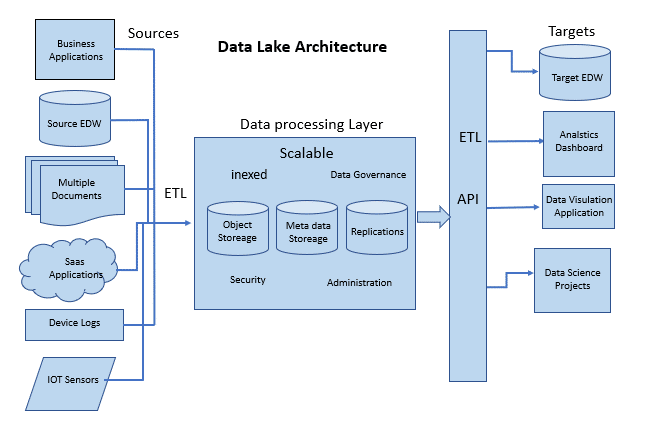 Sources
Data Lake Architecture
Targets
Business
Applications
Source EDW
Multiple
Documents
Saas
Applications
Device Logs
IOT Sensors
ETL
Data processing Layer
Scalable
inexed
Data Governance
Object
Storeage
Meta data
Storeage
Replications
Security
Administration
ETL
API
Target EDW
Analstics
Dashboard
Data Visulation
Application
Data Science
Projects